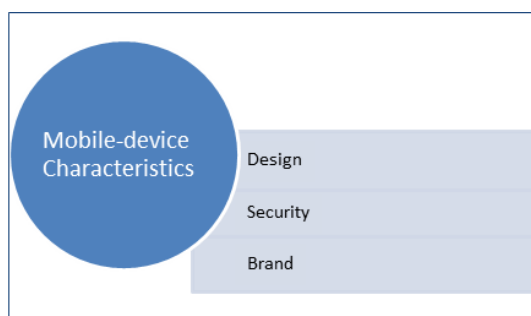 Mobile-device
Characteristics
Design
Security
Brand